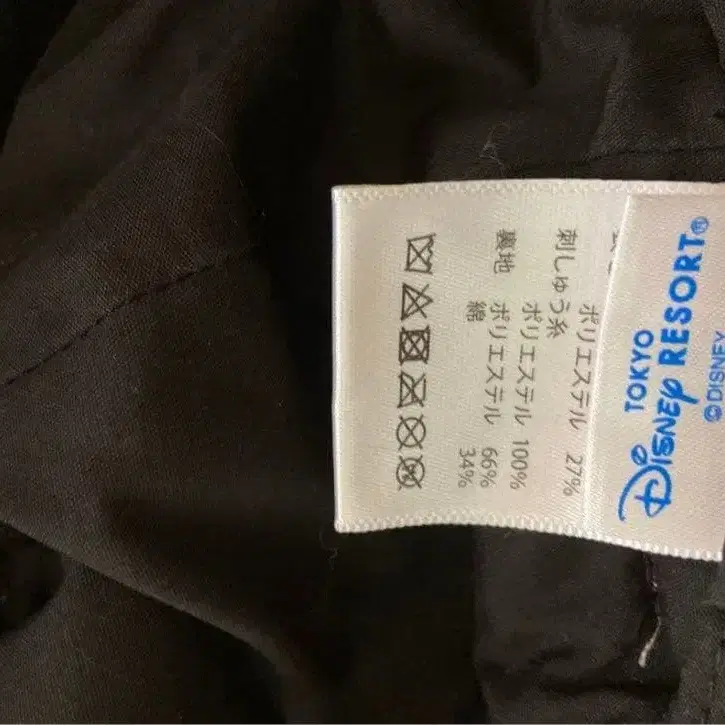 ポリエステル 27%
刺しゅう糸 ポリエステル 100%
裏地 ポリエステル 66%
綿 34%
TOKYO
Disney RESORT®
©DISNEY